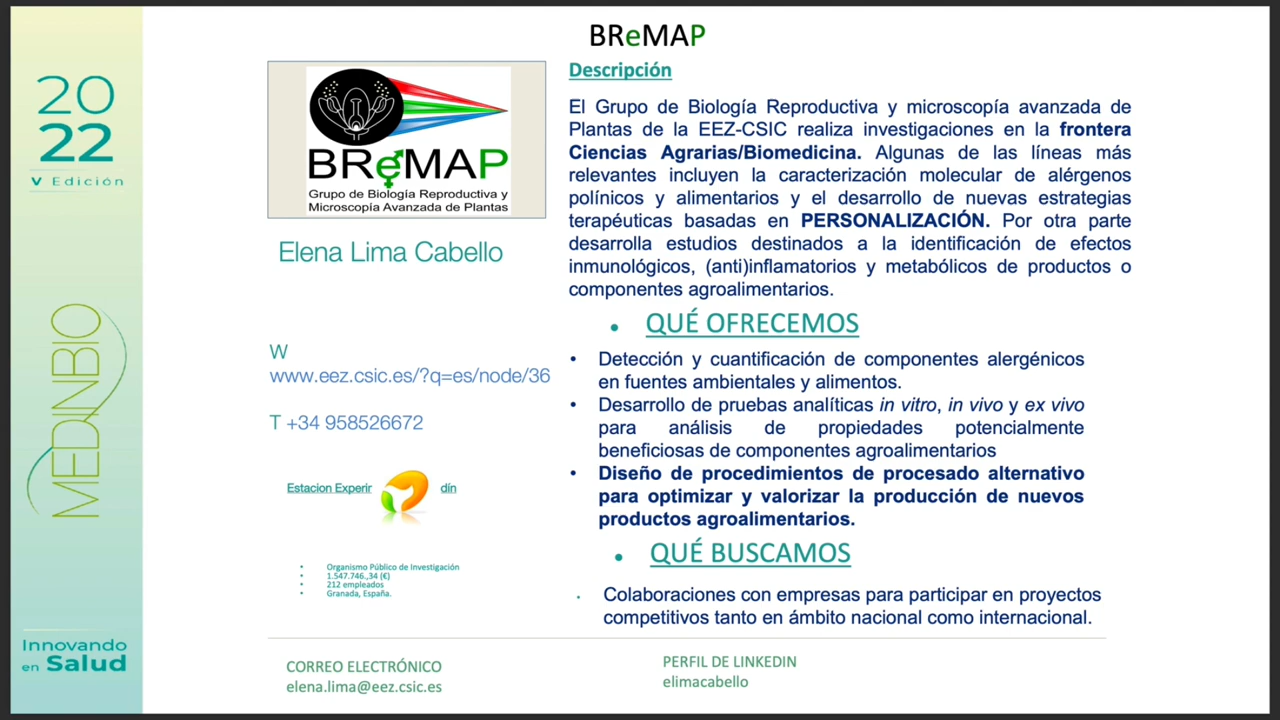 BReMAP
20
22
V Edición
MEDINBIO
Innovando
en Salud
BReMAP
Grupo de Biología Reproductiva y
Microscopía Avanzada de Plantas
Elena Lima Cabello
W
www.eez.csic.es/?q=es/node/36
T +34 958526672
Estacion Experir dín
Organismo Público de Investigación
1.547.746.,34 (€)
212 empleados
Granada, España.
Descripción
El Grupo de Biología Reproductiva y microscopía avanzada de
Plantas de la EEZ-CSIC realiza investigaciones en la frontera
Ciencias Agrarias/Biomedicina. Algunas de las líneas más
relevantes incluyen la caracterización molecular de alérgenos
polínicos y alimentarios y el desarrollo de nuevas estrategias
terapéuticas basadas en PERSONALIZACIÓN. Por otra parte
desarrolla estudios destinados a la identificación de efectos
inmunológicos, (anti)inflamatorios y metabólicos de productos o
componentes agroalimentarios.
• QUÉ OFRECEMOS
• Detección y cuantificación de componentes alergénicos
en fuentes ambientales y alimentos.
• Desarrollo de pruebas analíticas in vitro, in vivo y ex vivo
para análisis de propiedades potencialmente
beneficiosas de componentes agroalimentarios
• Diseño de procedimientos de procesado alternativo
para optimizar y valorizar la producción de nuevos
productos agroalimentarios.
• QUÉ BUSCAMOS
• Colaboraciones con empresas para participar en proyectos
competitivos tanto en ámbito nacional como internacional.
CORREO ELECTRÓNICO
elena.lima@eez.csic.es
PERFIL DE LINKEDIN
elimacabello